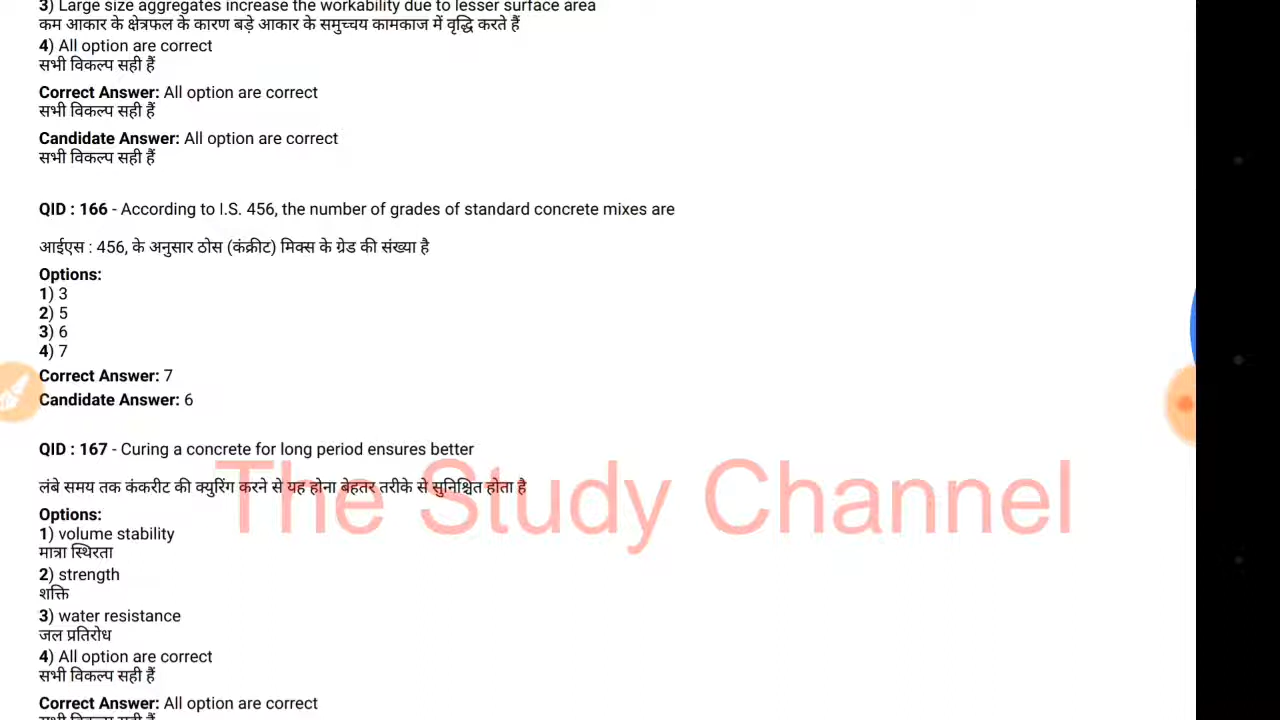 3) Large size aggregates increase the workability due to lesser surface area
कम आकार के क्षेत्रफल के कारण बड़े आकार के समुच्चय कामकाज में वृद्धि करते हैं
4) All option are correct
सभी विकल्प सही हैं
Correct Answer: All option are correct
सभी विकल्प सही हैं
Candidate Answer: All option are correct
सभी विकल्प सही हैं
QID : 166 - According to I.S. 456, the number of grades of standard concrete mixes are
आईएस : 456, के अनुसार ठोस (कंक्रीट) मिक्स के ग्रेड की संख्या है
Options:
1) 3
2) 5
3) 6
4) 7
Correct Answer: 7
Candidate Answer: 6
QID : 167 - Curing a concrete for long period ensures better
लंबे समय तक कंकरीट की क्युरिंग करने से यह होना बेहतर तरीके से सुनिश्चित होता है
The Study Channel
Options:
1) volume stability
मात्रा स्थिरता
2) strength
शक्ति
3) water resistance
जल प्रतिरोध
4) All option are correct
सभी विकल्प सही हैं
Correct Answer: All option are correct
सभी विकल्प सही हैं